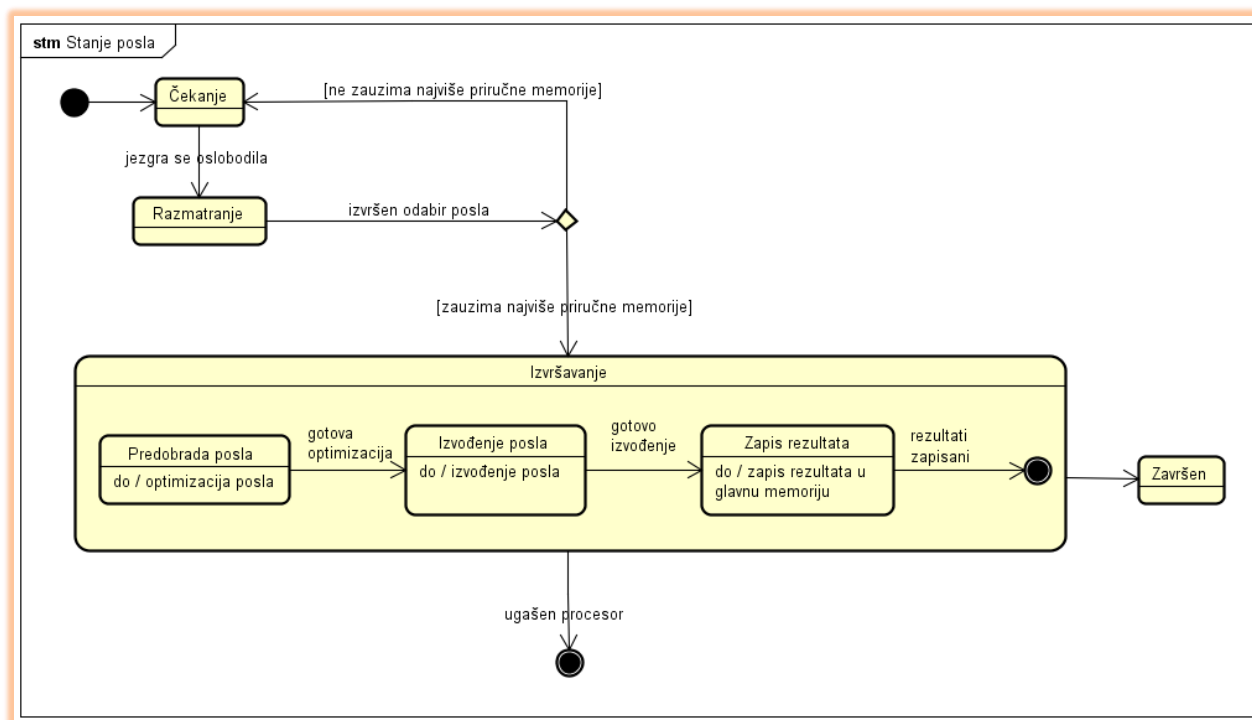 stm Stanje posla
Čekanje
[ne zauzima najviše priručne memorije]
jezgra se oslobodila
Razmatranje
izvršen odabir posla
[zauzima najviše priručne memorije]
Izvršavanje
Predobrada posla
do / optimizacija posla
gotova
optimizacija
Izvođenje posla
do / izvođenje posla
gotovo
izvođenje
Zapis rezultata
do / zapis rezultata u
glavnu memoriju
rezultati
zapisani
Završen
ugašen procesor